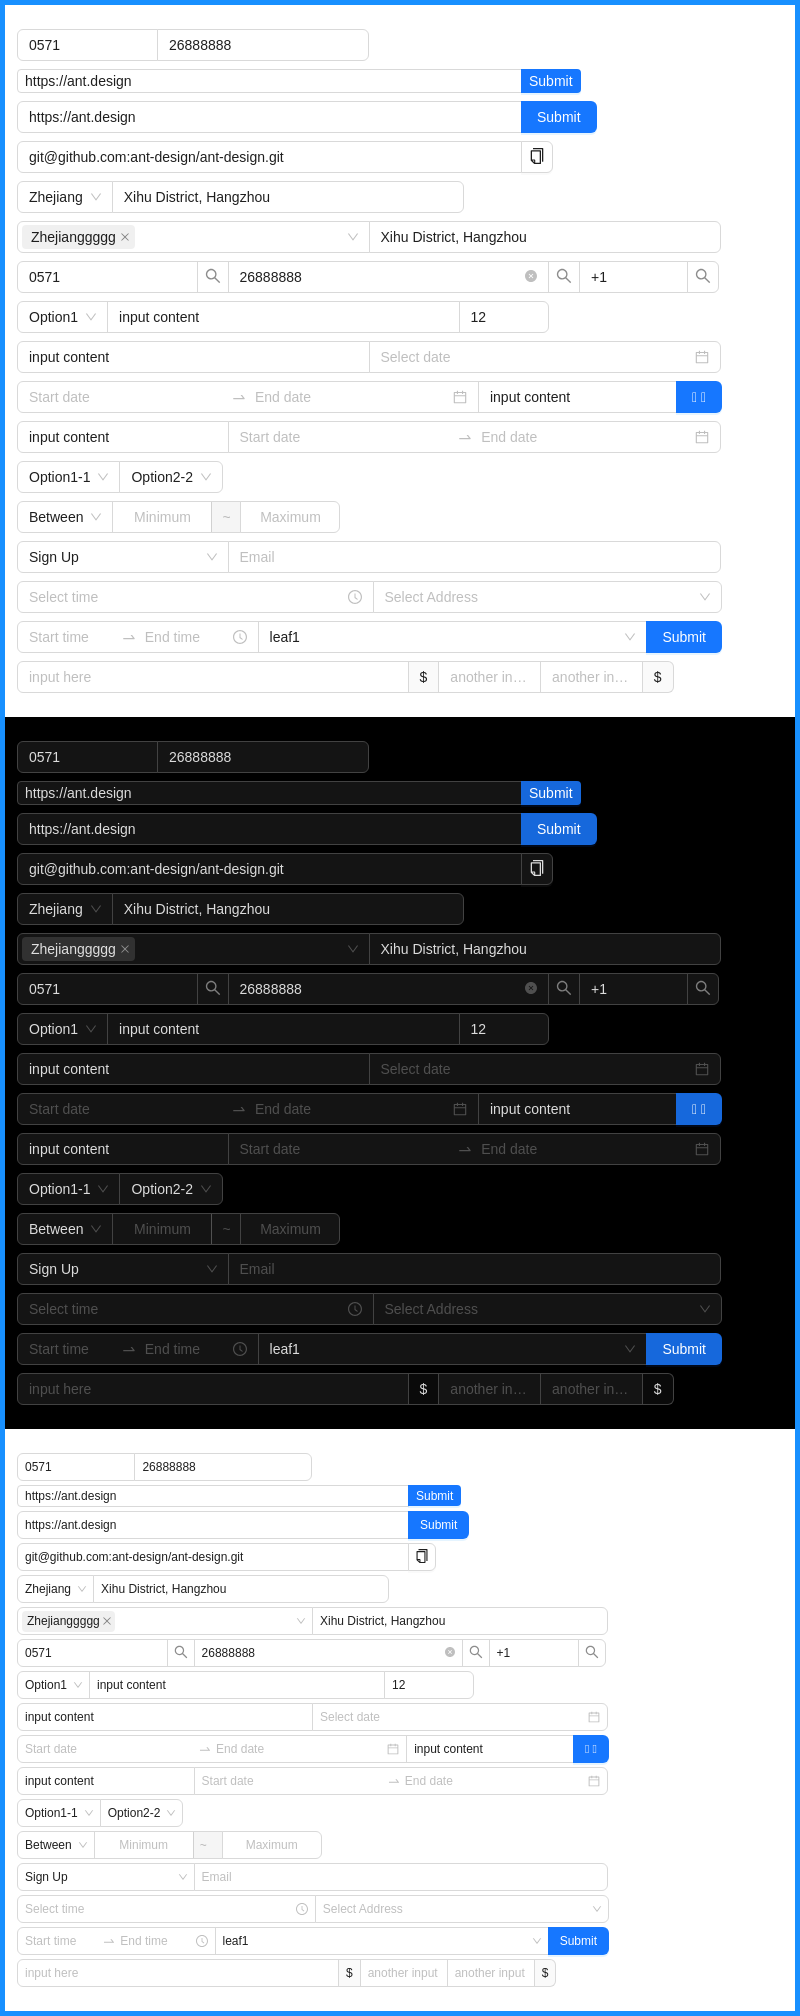 0571 26888888
https://ant.design Submit
https://ant.design Submit
git@github.com:ant-design/ant-design.git
Zhejiang Xihu District, Hangzhou
Zhejianggggg Xihu District, Hangzhou
0571 26888888 +1
Option1 input content 12
input content Select date
Start date End date input content
input content Start date End date
Option1-1 Option2-2
Between Minimum ~ Maximum
Sign Up Email
Select time Select Address
Start time End time leaf1 Submit
input here $ another in… another in… $
0571 26888888
https://ant.design Submit
https://ant.design Submit
git@github.com:ant-design/ant-design.git
Zhejiang Xihu District, Hangzhou
Zhejianggggg Xihu District, Hangzhou
0571 26888888 +1
Option1 input content 12
input content Select date
Start date End date input content
input content Start date End date
Option1-1 Option2-2
Between Minimum ~ Maximum
Sign Up Email
Select time Select Address
Start time End time leaf1 Submit
input here $ another in… another in… $
0571 26888888
https://ant.design Submit
https://ant.design Submit
git@github.com:ant-design/ant-design.git
Zhejiang Xihu District, Hangzhou
Zhejianggggg Xihu District, Hangzhou
0571 26888888 +1
Option1 input content 12
input content Select date
Start date End date input content
input content Start date End date
Option1-1 Option2-2
Between Minimum ~ Maximum
Sign Up Email
Select time Select Address
Start time End time leaf1 Submit
input here $ another input another input $